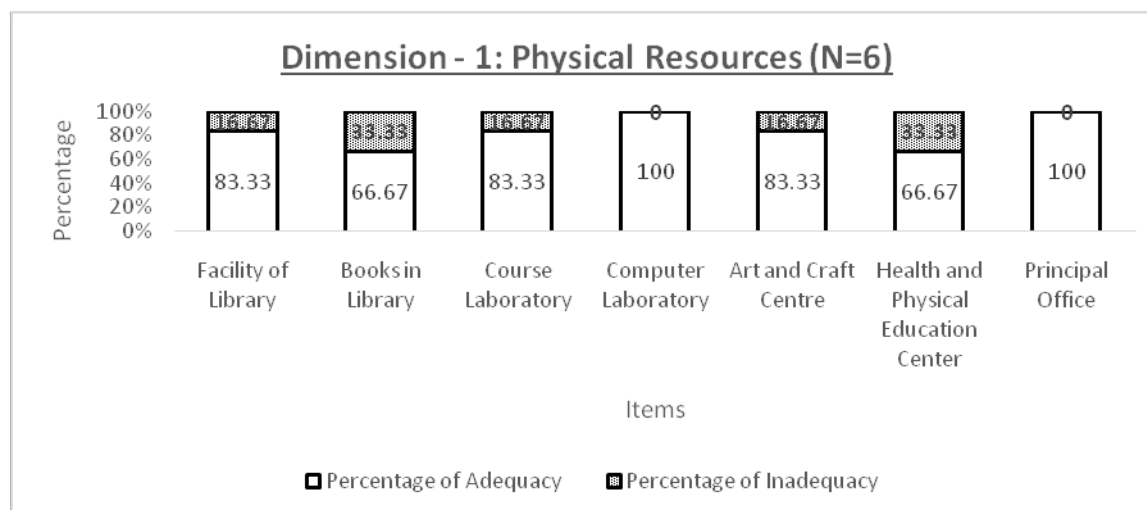 Dimension - 1: Physical Resources (N=6)
Percentage
100%
80%
60%
40%
20%
0%
16.67
33.33
16.67
0
16.67
33.33
0
83.33
66.67
83.33
100
83.33
66.67
100
Facility of
Library
Books in
Library
Course
Laboratory
Computer
Laboratory
Art and Craft
Centre
Health and
Physical
Education
Center
Principal
Office
Items
Percentage of Adequacy
Percentage of Inadequacy